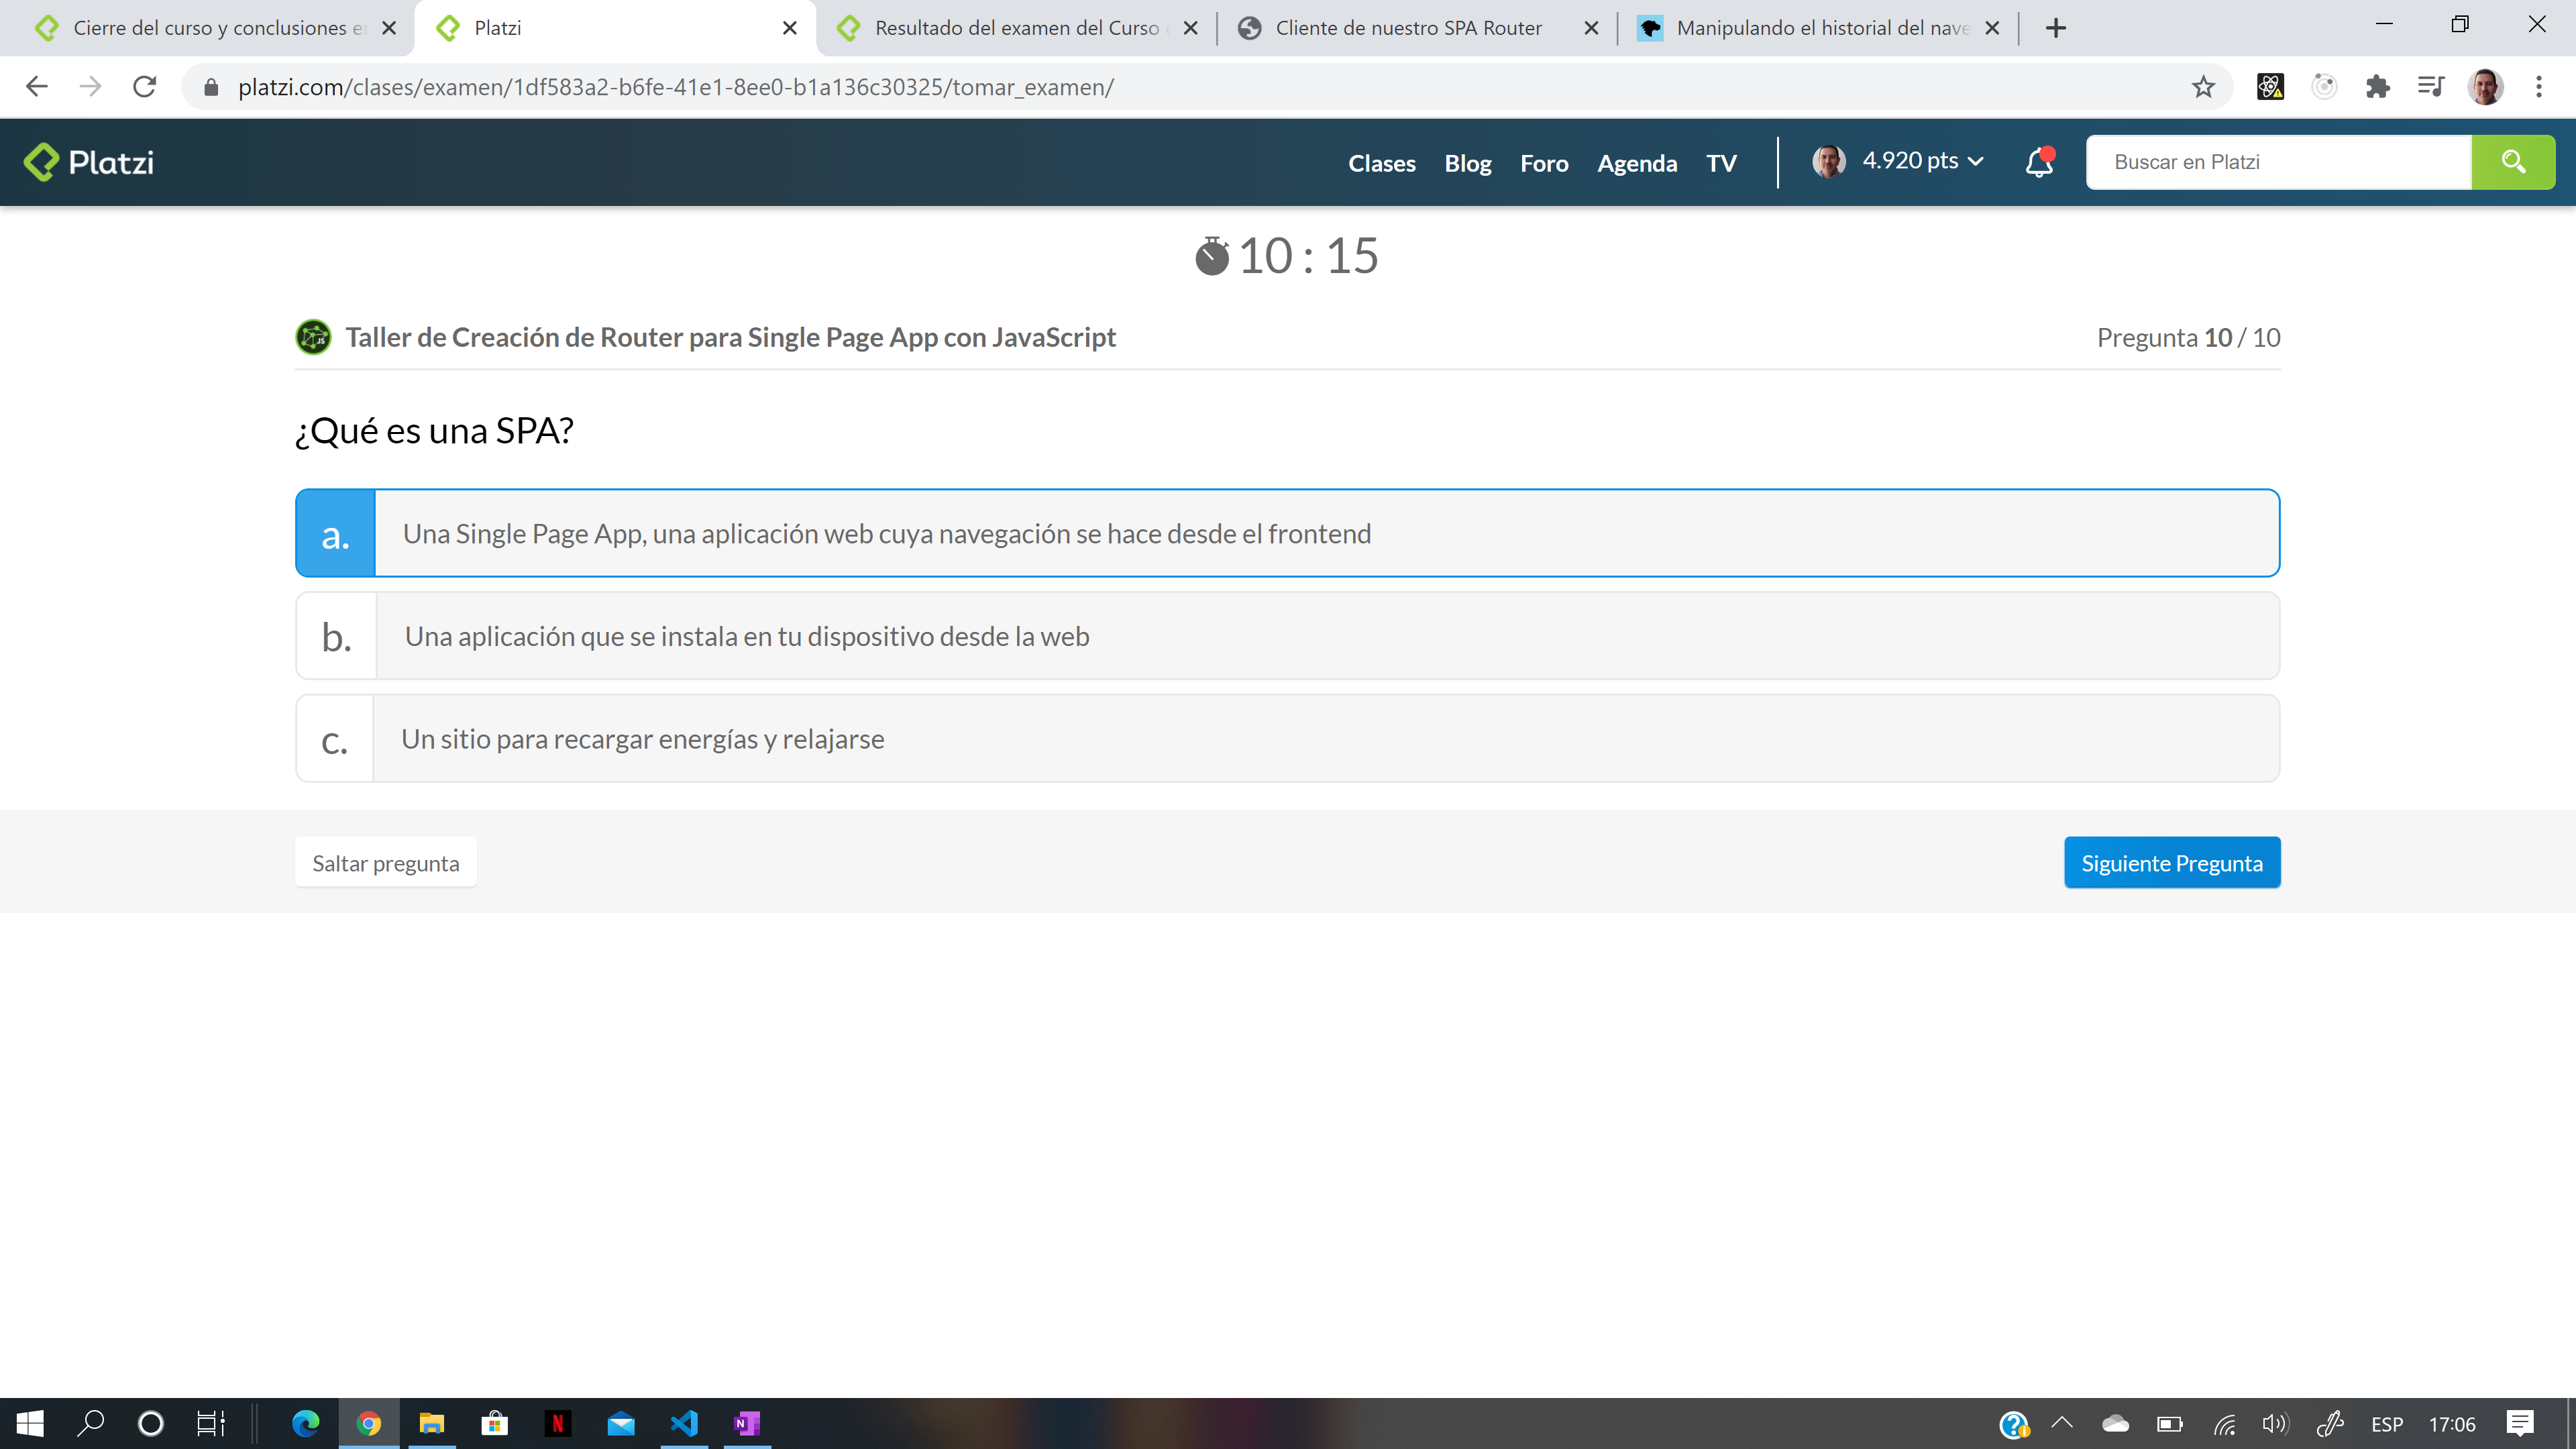 Cierre del curso y conclusiones e
Platzi
Resultado del examen del Curso
Cliente de nuestro SPA Router
Manipulando el historial del nave
platzi.com/clases/examen/1df583a2-b6fe-41e1-8ee0-b1a136c30325/tomar_examen/
Platzi
Clases Blog Foro Agenda TV
4.920 pts
Buscar en Platzi
10 : 15
Taller de Creación de Router para Single Page App con JavaScript
Pregunta 10 / 10
¿Qué es una SPA?
a. Una Single Page App, una aplicación web cuya navegación se hace desde el frontend
b. Una aplicación que se instala en tu dispositivo desde la web
c. Un sitio para recargar energías y relajarse
Saltar pregunta
Siguiente Pregunta
ESP 17:06